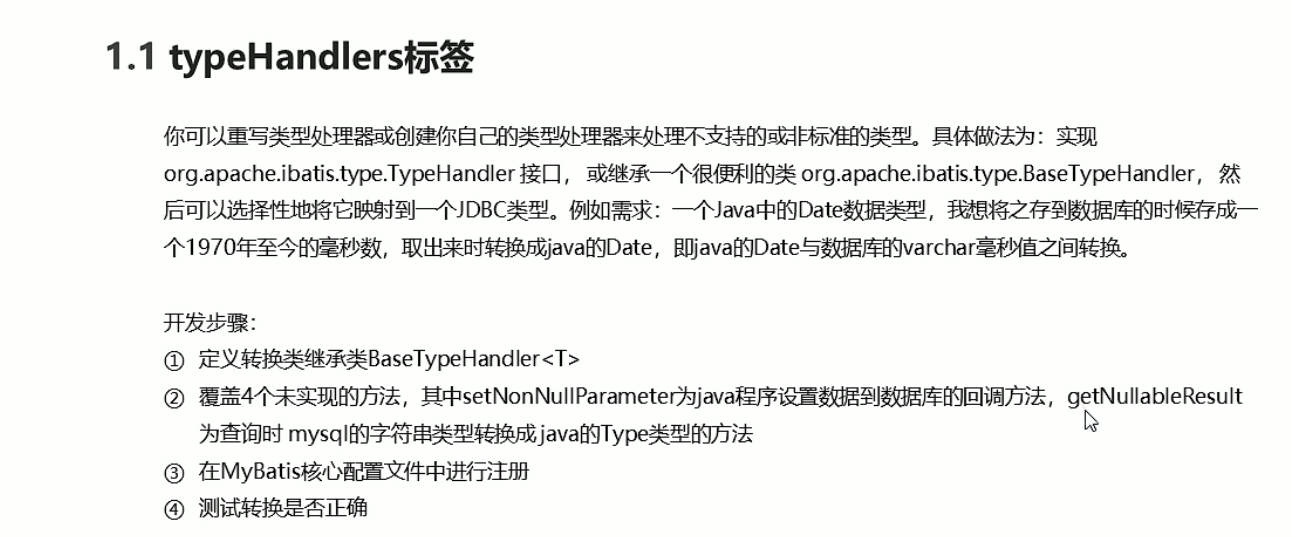 1.1 typeHandlers标签
你可以重写类型处理器或创建你自己的类型处理器来处理不支持的或非标准的类型。具体做法为：实现
org.apache.ibatis.type.TypeHandler 接口， 或继承一个很便利的类 org.apache.ibatis.type.BaseTypeHandler， 然
后可以选择性地将它映射到一个JDBC类型。例如需求：一个Java中的Date数据类型，我想将之存到数据库的时候存成一
个1970年至今的毫秒数，取出来时转换成java的Date，即java的Date与数据库的varchar毫秒值之间转换。
开发步骤：
① 定义转换类继承类BaseTypeHandler<T>
② 覆盖4个未实现的方法，其中setNonNullParameter为java程序设置数据到数据库的回调方法，getNullableResult
为查询时 mysql的字符串类型转换成 java的Type类型的方法
③ 在MyBatis核心配置文件中进行注册
④ 测试转换是否正确